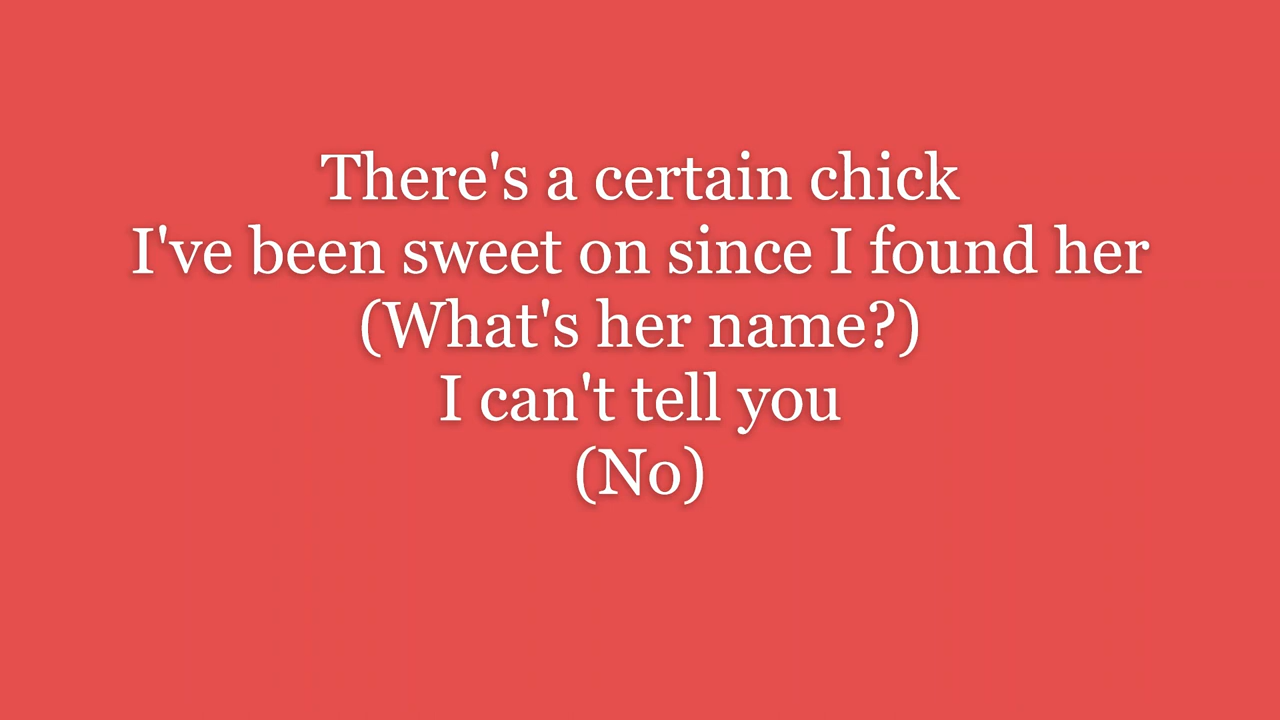 There's a certain chick
I've been sweet on since I found her
(What's her name?)
I can't tell you
(No)